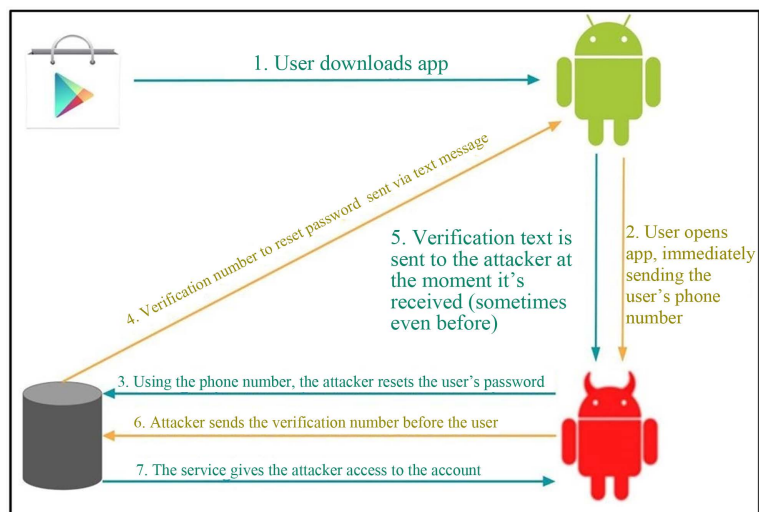 1. User downloads app
4. Verification number to reset password sent via text message
5. Verification text is
sent to the attacker at
the moment it's
received (sometimes
even before)
2. User opens
app, immediately
sending the
user's phone
number
3. Using the phone number, the attacker resets the user's password
6. Attacker sends the verification number before the user
7. The service gives the attacker access to the account